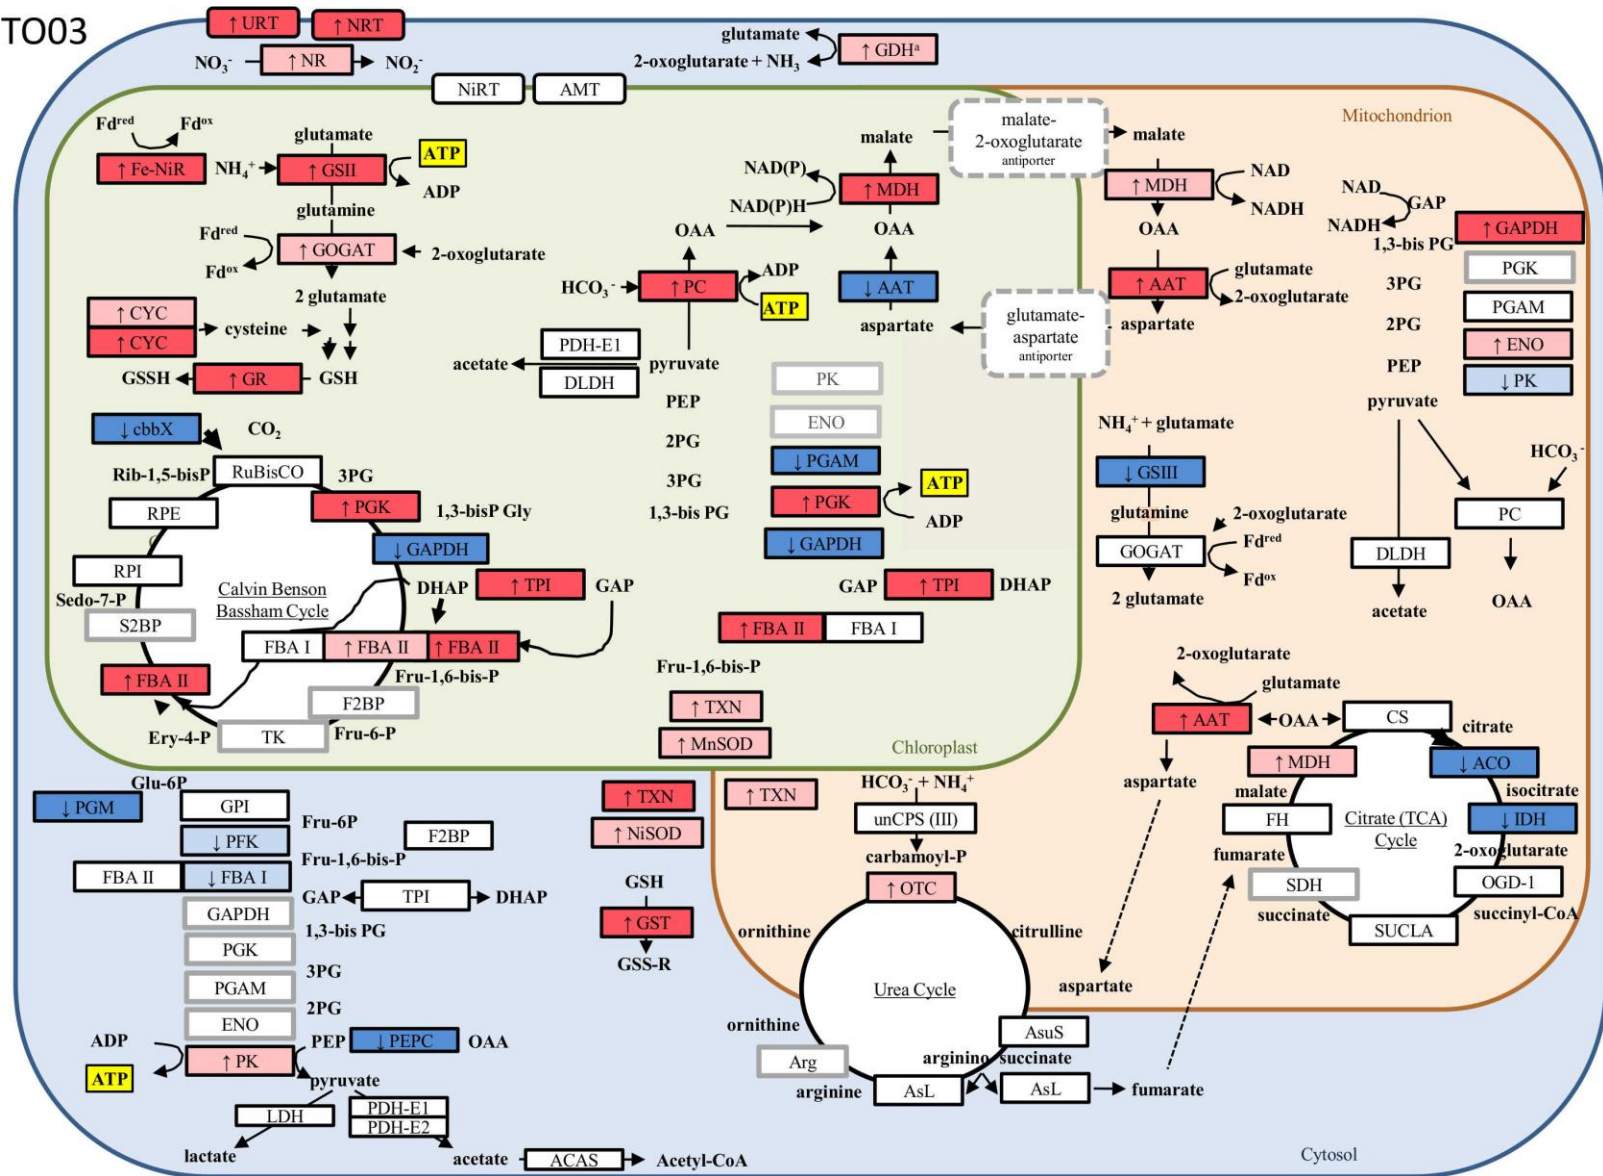 TO03
↑ URT
↑ NRT
NO₃⁻
↑ NR
NO₂⁻
glutamate
2-oxoglutarate + NH₃
↑ GDHᵃ
NiRT
AMT
Fdʳᵉᵈ
Fdᵒˣ
↑ Fe-NiR
NH₄⁺
glutamate
↑ GSII
ATP
ADP
glutamine
Fdʳᵉᵈ
Fdᵒˣ
↑ GOGAT
2-oxoglutarate
2 glutamate
↑ CYC
↑ CYC
cysteine
GSSH
↑ GR
GSH
↓ cbbX
CO₂
Rib-1,5-bisP
RuBisCO
3PG
RPE
↑ PGK
1,3-bisP Gly
↓ GAPDH
RPI
Calvin Benson
Bassham Cycle
DHAP
↑ TPI
GAP
Sedo-7-P
S2BP
FBA I
↑ FBA II
↑ FBA II
↑ FBA II
Fru-1,6-bis-P
F2BP
Ery-4-P
TK
Fru-6-P
malate
NAD(P)
↑ MDH
NAD(P)H
OAA
OAA
HCO₃⁻
↑ PC
ADP
ATP
↓ AAT
aspartate
acetate
PDH-E1
DLDH
pyruvate
PK
PEP
ENO
2PG
↓ PGAM
3PG
↑ PGK
ATP
ADP
1,3-bis PG
↓ GAPDH
GAP
↑ TPI
DHAP
↑ FBA II
FBA I
Fru-1,6-bis-P
↑ TXN
↑ MnSOD
Chloroplast
malate-
2-oxoglutarate
antiporter
glutamate-
aspartate
antiporter
Mitochondrion
malate
↑ MDH
NAD
NADH
OAA
↑ AAT
glutamate
2-oxoglutarate
aspartate
NAD
NADH
GAP
↑ GAPDH
1,3-bis PG
PGK
3PG
PGAM
2PG
↑ ENO
PEP
↓ PK
pyruvate
NH₄⁺ + glutamate
↓ GSIII
glutamine
2-oxoglutarate
GOGAT
Fdʳᵉᵈ
Fdᵒˣ
2 glutamate
HCO₃⁻
PC
DLDH
OAA
acetate
2-oxoglutarate
glutamate
↑ AAT
OAA
CS
citrate
aspartate
↑ MDH
↓ ACO
malate
isocitrate
FH
Citrate (TCA)
Cycle
↓ IDH
fumarate
2-oxoglutarate
SDH
OGD-1
succinate
succinyl-CoA
SUCLA
↑ TXN
HCO₃⁻ + NH₄⁺
unCPS (III)
carbamoyl-P
↑ OTC
ornithine
citrulline
aspartate
Urea Cycle
ornithine
AsuS
Arg
arginino
succinate
arginine
AsL
AsL
fumarate
Glu-6P
↓ PGM
GPI
Fru-6P
↓ PFK
F2BP
Fru-1,6-bis-P
FBA II
↓ FBA I
GAP
TPI
DHAP
GAPDH
1,3-bis PG
PGK
3PG
PGAM
2PG
ENO
ADP
↑ PK
PEP
↓ PEPC
OAA
ATP
pyruvate
LDH
PDH-E1
PDH-E2
lactate
acetate
ACAS
Acetyl-CoA
↑ TXN
↑ NiSOD
GSH
↑ GST
GSS-R
Cytosol